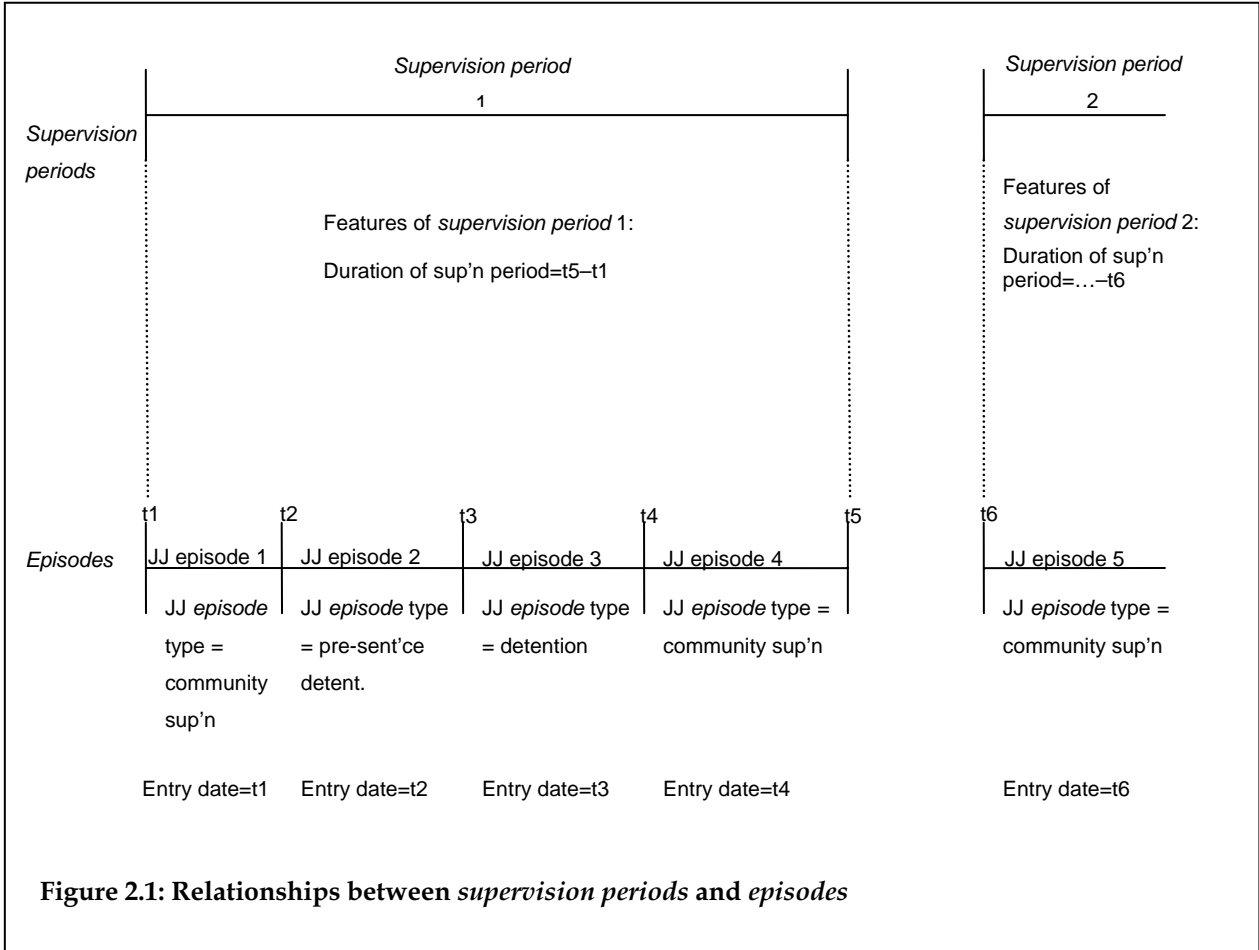 Supervision period
1
Supervision period
2
Supervision
periods
Features of supervision period 1:
Duration of sup’n period=t5–t1
Features of
supervision period 2:
Duration of sup’n
period=…–t6
t1 t2 t3 t4 t5 t6
Episodes
JJ episode 1 JJ episode 2 JJ episode 3 JJ episode 4 JJ episode 5
JJ episode
type =
community
sup’n
JJ episode type
= pre-sent’ce
detent.
JJ episode type
= detention
JJ episode type =
community sup’n
JJ episode type =
community sup’n
Entry date=t1 Entry date=t2 Entry date=t3 Entry date=t4 Entry date=t6
Figure 2.1: Relationships between supervision periods and episodes